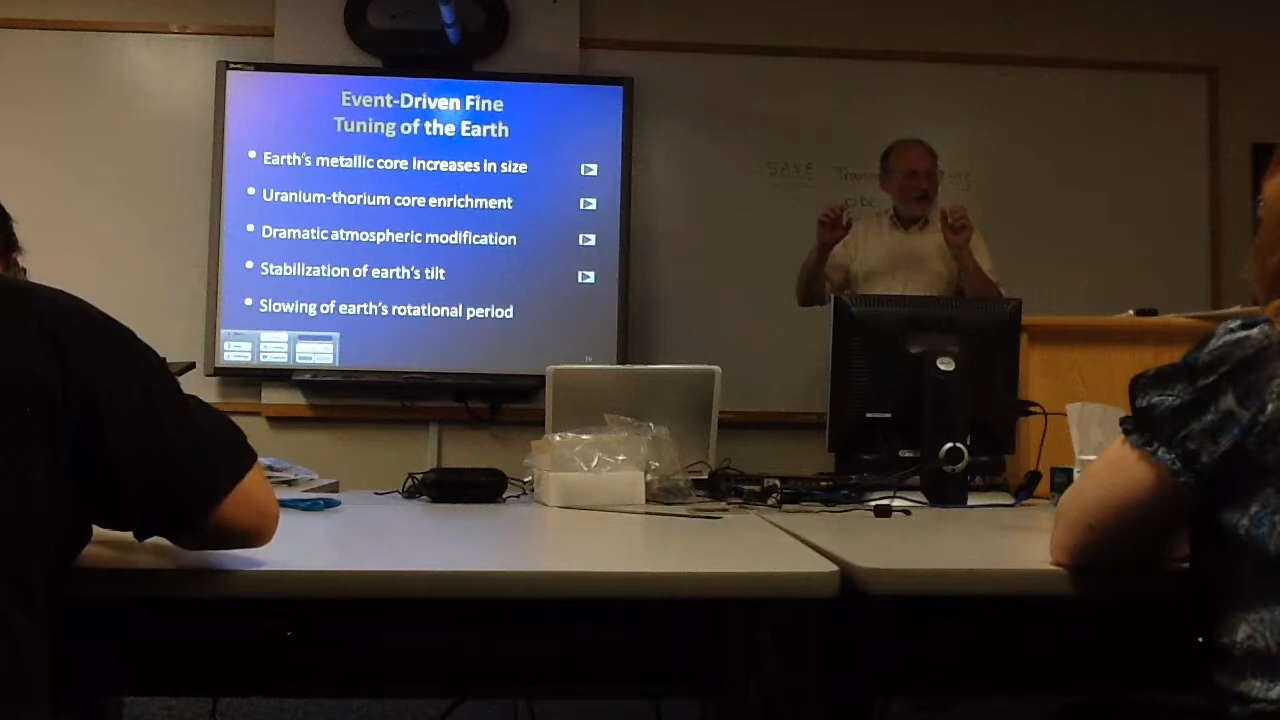 Event-Driven Fine
Tuning of the Earth
• Earth's metallic core increases in size
• Uranium-thorium core enrichment
• Dramatic atmospheric modification
• Stabilization of earth's tilt
• Slowing of earth's rotational period